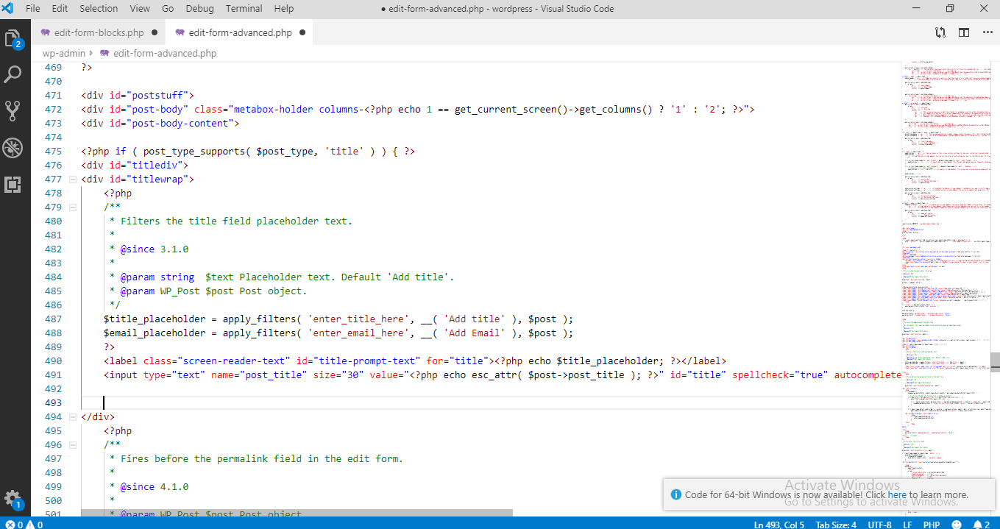 File Edit Selection View Go Debug Terminal Help ● edit-form-advanced.php - wordpress - Visual Studio Code
edit-form-blocks.php ● edit-form-advanced.php ●
wp-admin edit-form-advanced.php
2
469 ?>
470
471 <div id="poststuff">
472 <div id="post-body" class="metabox-holder columns-<?php echo 1 == get_current_screen()->get_columns() ? '1' : '2'; ?>">
473 <div id="post-body-content">
474
475 <?php if ( post_type_supports( $post_type, 'title' ) ) { ?>
476 <div id="titlediv">
477 <div id="titlewrap">
478 <?php
479 /**
480 * Filters the title field placeholder text.
481 *
482 * @since 3.1.0
483 *
484 * @param string  $text Placeholder text. Default 'Add title'.
485 * @param WP_Post $post Post object.
486 */
487 $title_placeholder = apply_filters( 'enter_title_here', __( 'Add title' ), $post );
488 $email_placeholder = apply_filters( 'enter_email_here', __( 'Add Email' ), $post );
489 ?>
490 <label class="screen-reader-text" id="title-prompt-text" for="title"><?php echo $title_placeholder; ?></label>
491 <input type="text" name="post_title" size="30" value="<?php echo esc_attr( $post->post_title ); ?>" id="title" spellcheck="true" autocomplete
492
493
494 </div>
495 <?php
496 /**
497 * Fires before the permalink field in the edit form.
498 *
499 * @since 4.1.0
500 *
501 * @param WP_Post $post Post object.
Activate Windows
Code for 64-bit Windows is now available! Click here to learn more.
Go to Settings to activate Windows.
1
0 0 Ln 493, Col 5 Tab Size: 4 UTF-8 LF PHP 2